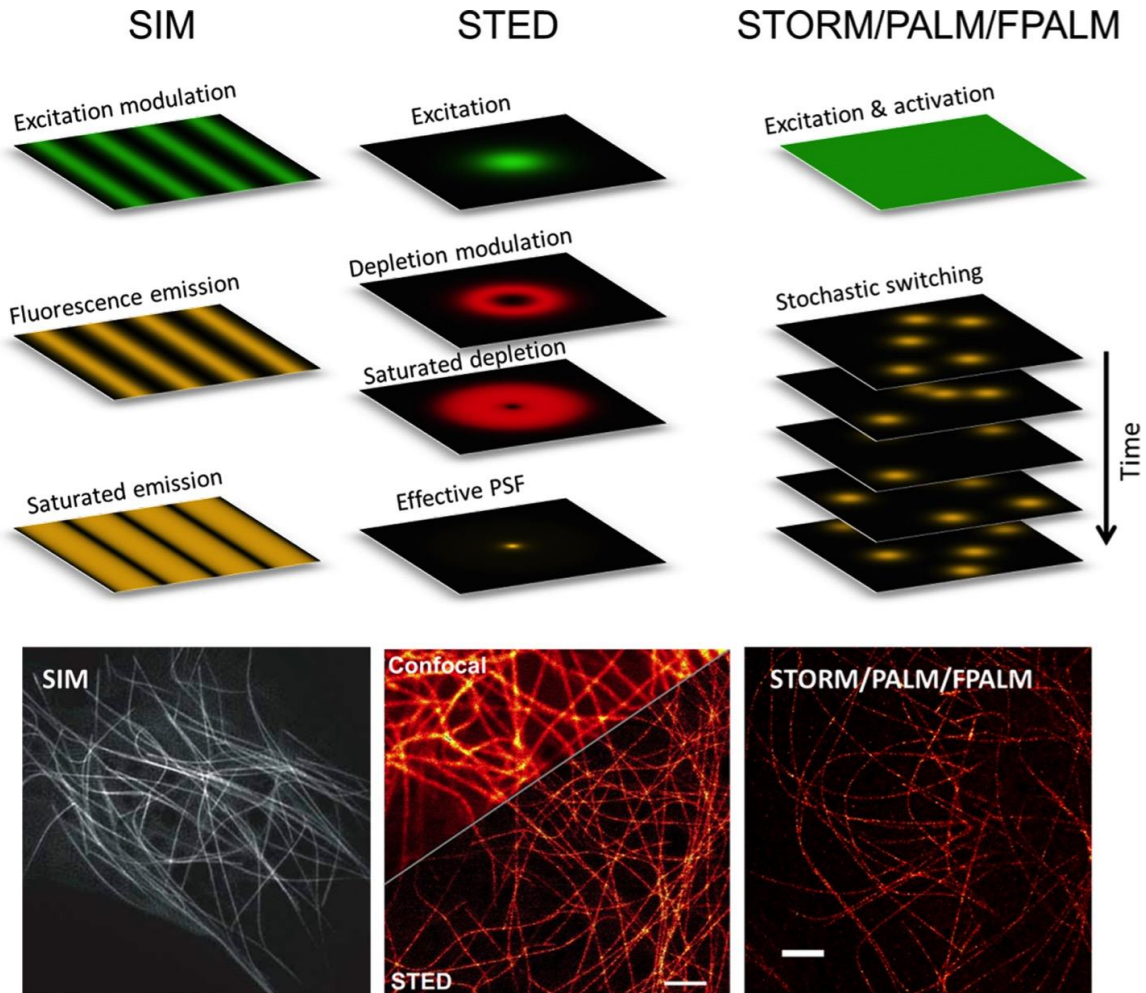 SIM
STED
STORM/PALM/FPALM
Excitation modulation
Fluorescence emission
Saturated emission
Excitation
Depletion modulation
Saturated depletion
Effective PSF
Excitation & activation
Stochastic switching
Time
SIM
Confocal
STED
STORM/PALM/FPALM